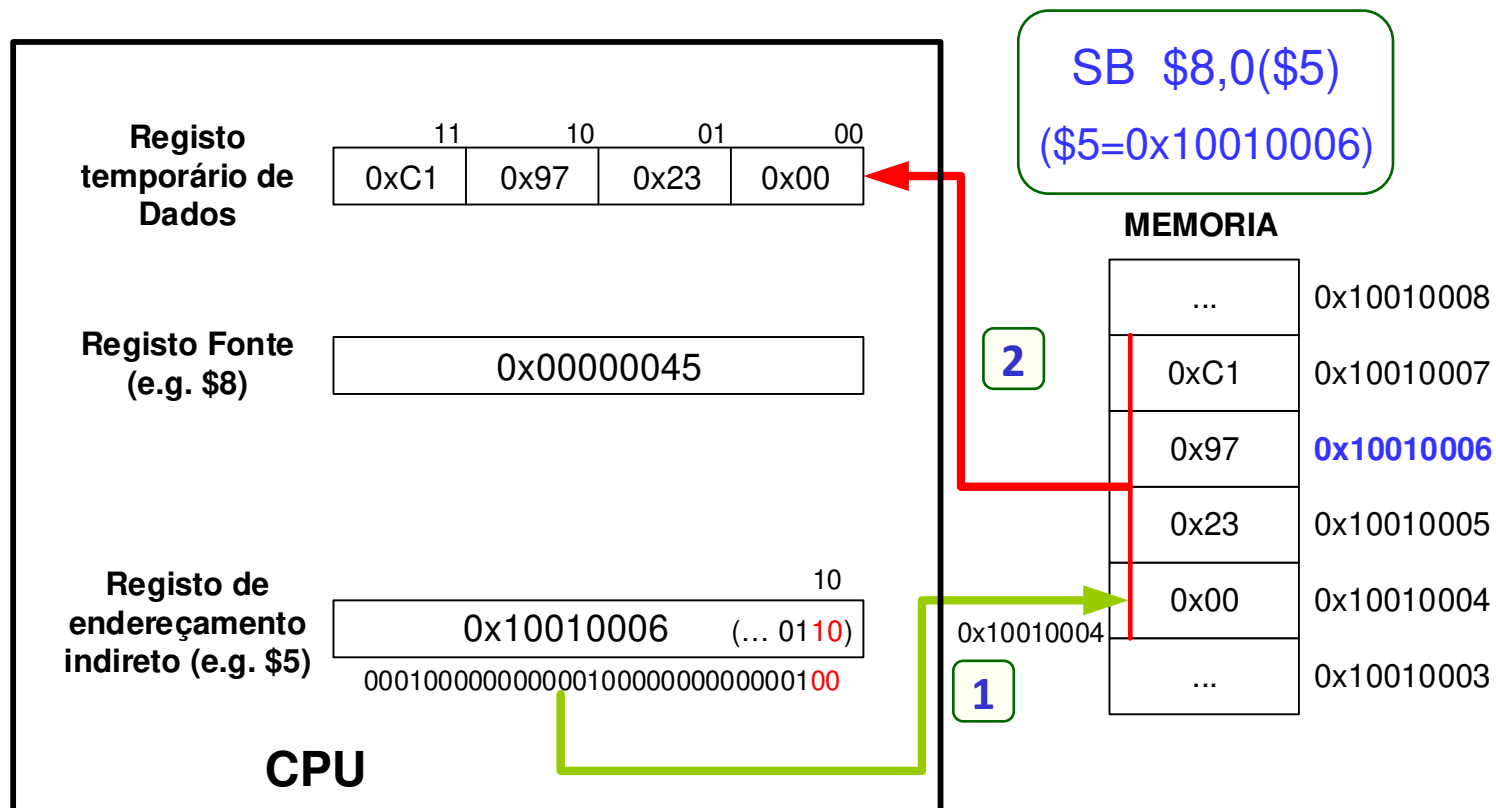 SB $8,0($5)
($5=0x10010006)
Registo
temporário de
Dados
11 10 01 00
0xC1 0x97 0x23 0x00
MEMORIA
... 0x10010008
0xC1 0x10010007
0x97 0x10010006
0x23 0x10010005
0x00 0x10010004
... 0x10010003
Registo Fonte
(e.g. $8)
0x00000045
2
Registo de
endereçamento
indireto (e.g. $5)
10
0x10010006 (... 0110)
00010000000000010000000000000100
0x10010004
1
CPU